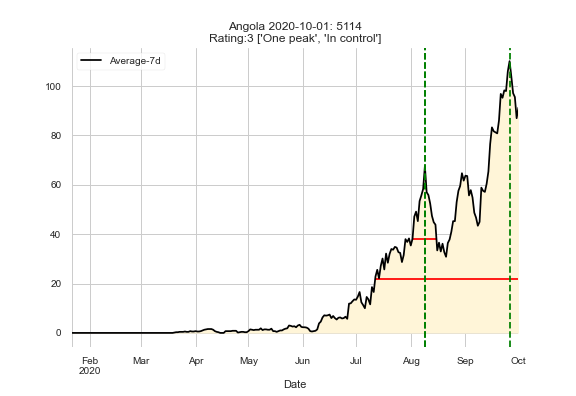 Angola 2020-10-01: 5114
Rating:3 ['One peak', 'In control']
Average-7d
100
80
60
40
20
0
Feb Mar Apr May Jun Jul Aug Sep Oct
2020
Date